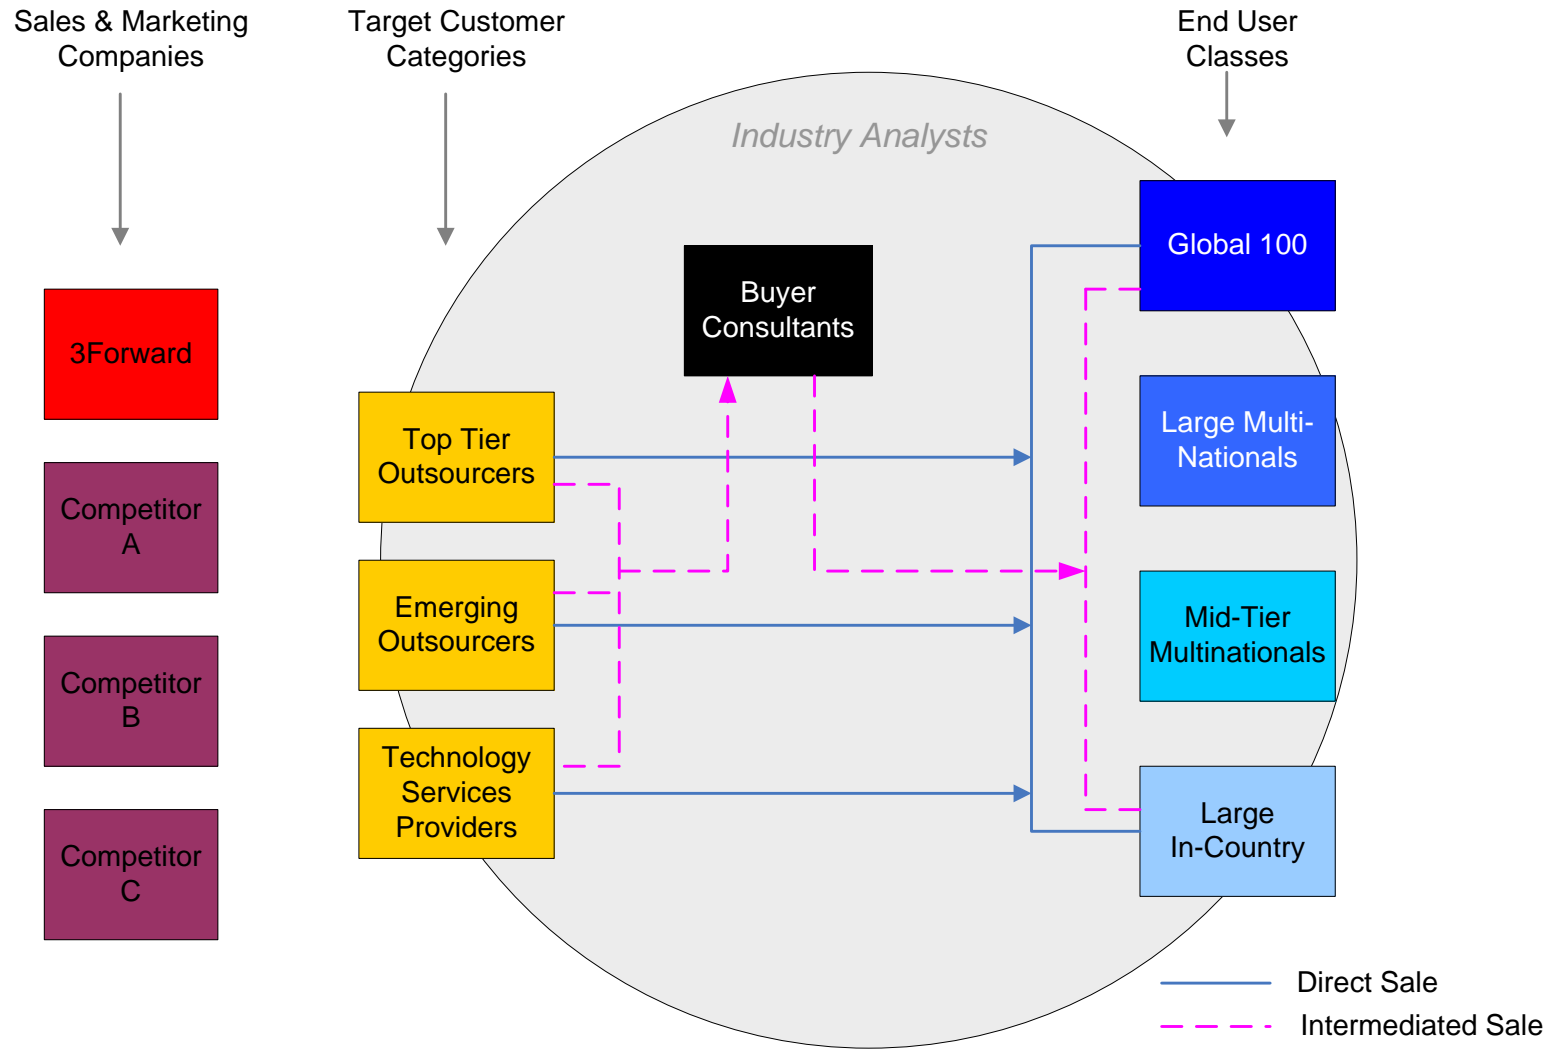 Sales & Marketing
Companies
Target Customer
Categories
End User
Classes
Industry Analysts
Global 100
Buyer
Consultants
3Forward
Large Multi-
Nationals
Top Tier
Outsourcers
Competitor
A
Emerging
Outsourcers
Mid-Tier
Multinationals
Competitor
B
Technology
Services
Providers
Large
In-Country
Competitor
C
Direct Sale
Intermediated Sale